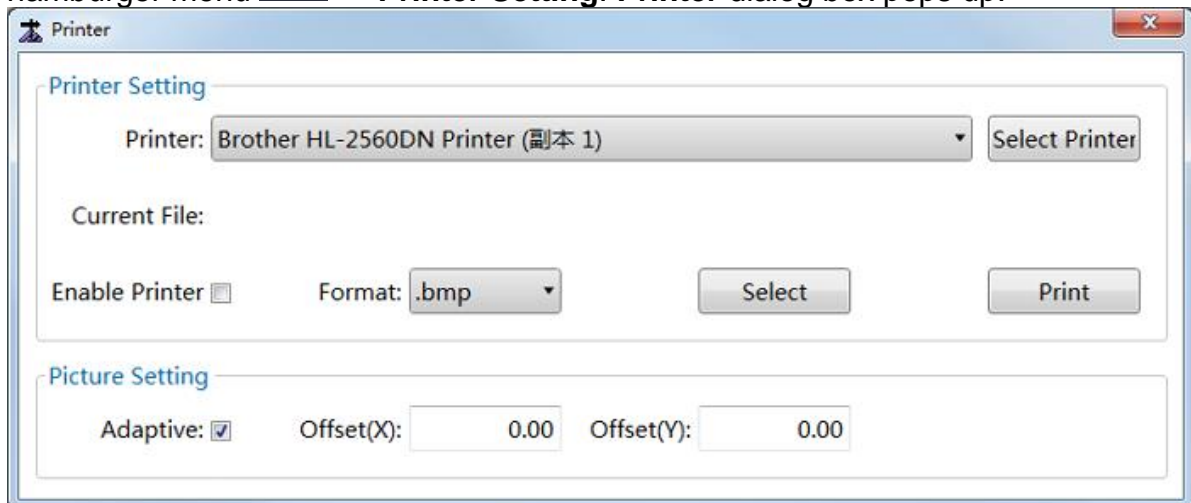 Printer
Printer Setting
Printer: Brother HL-2560DN Printer (副本 1) Select Printer
Current File:
Enable Printer Format: .bmp Select Print
Picture Setting
Adaptive: Offset(X): 0.00 Offset(Y): 0.00